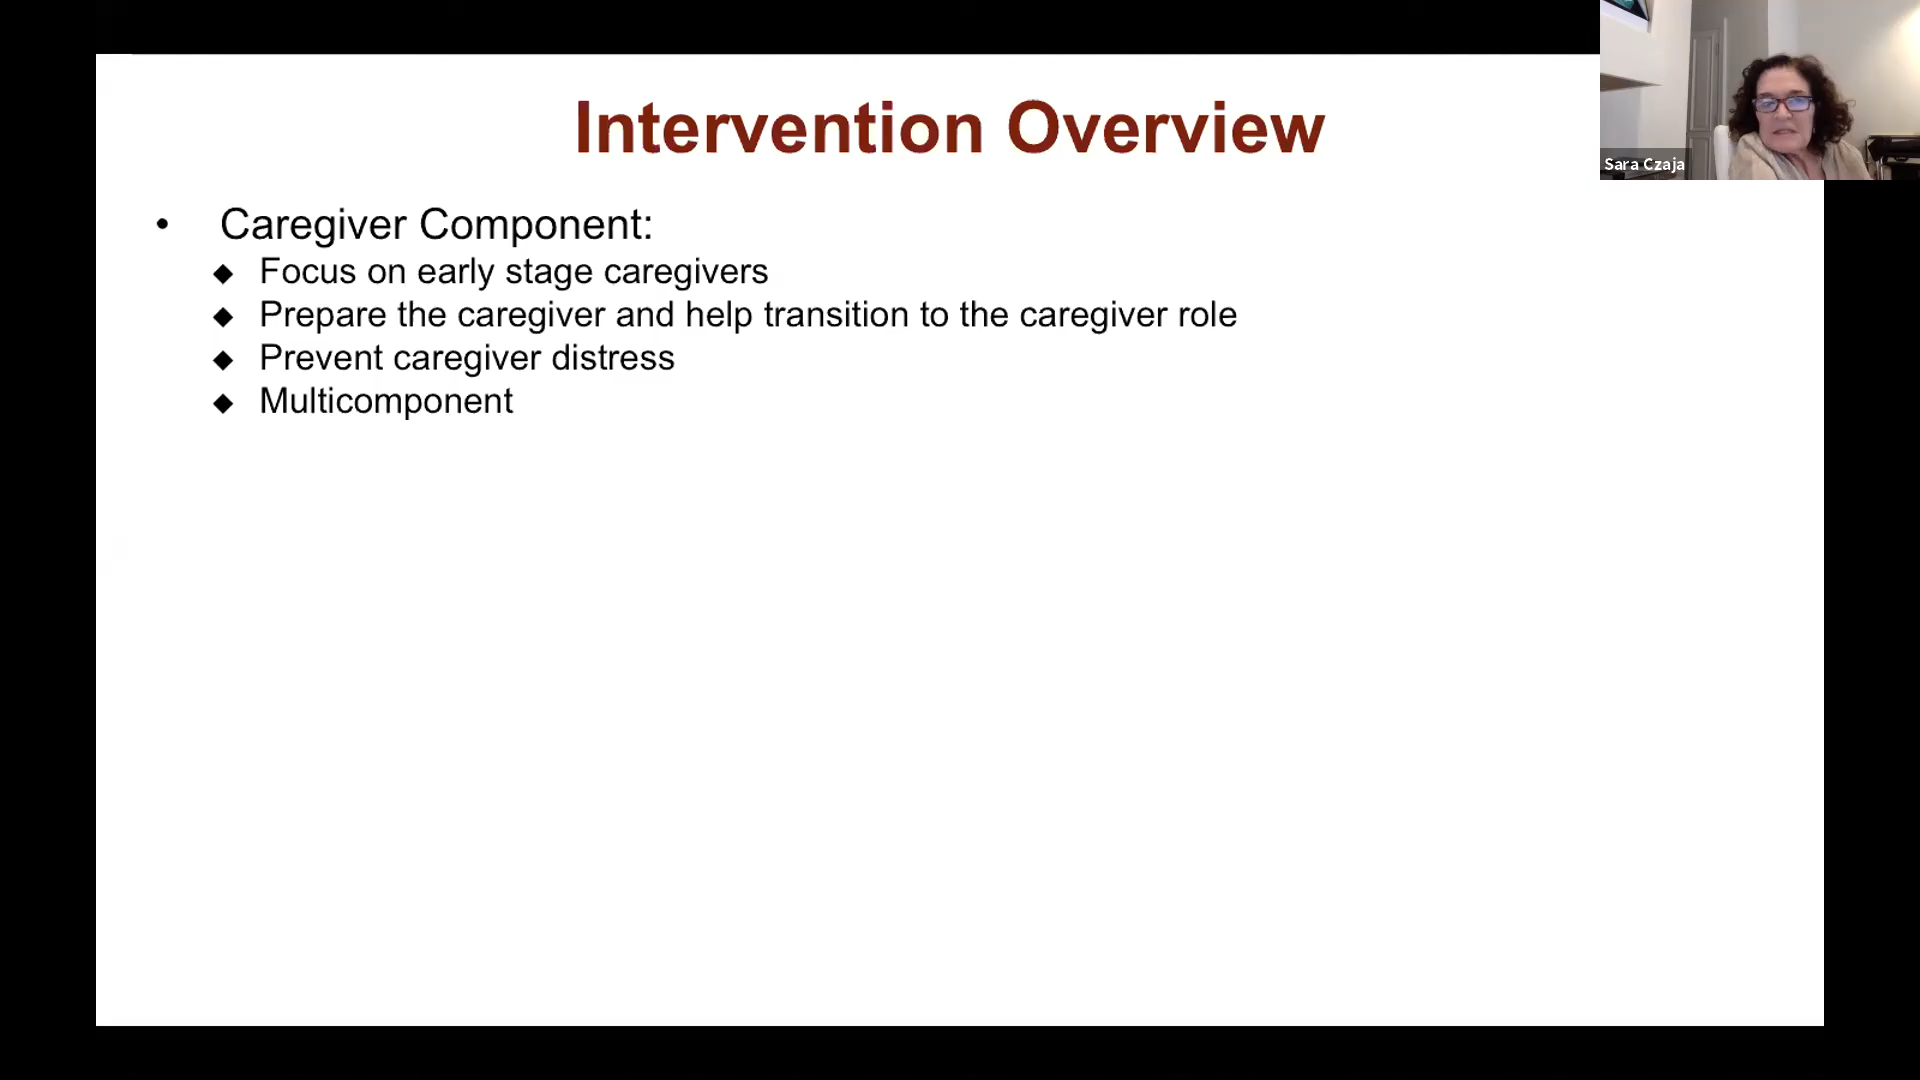 Intervention Overview
Sara Czaja
• Caregiver Component:
◆ Focus on early stage caregivers
◆ Prepare the caregiver and help transition to the caregiver role
◆ Prevent caregiver distress
◆ Multicomponent